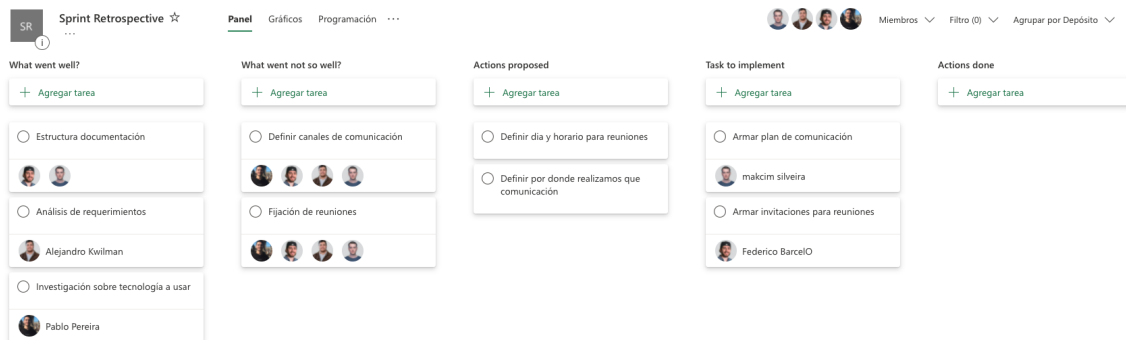 SR
Sprint Retrospective
...
Panel Gráficos Programación ...
Miembros Filtro (0) Agrupar por Depósito
What went well?
+ Agregar tarea
Estructura documentación
Análisis de requerimientos
Alejandro Kwilman
Investigación sobre tecnología a usar
Pablo Pereira
What went not so well?
+ Agregar tarea
Definir canales de comunicación
Fijación de reuniones
Actions proposed
+ Agregar tarea
Definir dia y horario para reuniones
Definir por donde realizamos que
comunicación
Task to implement
+ Agregar tarea
Armar plan de comunicación
makcim silveira
Armar invitaciones para reuniones
Federico BarcelO
Actions done
+ Agregar tarea